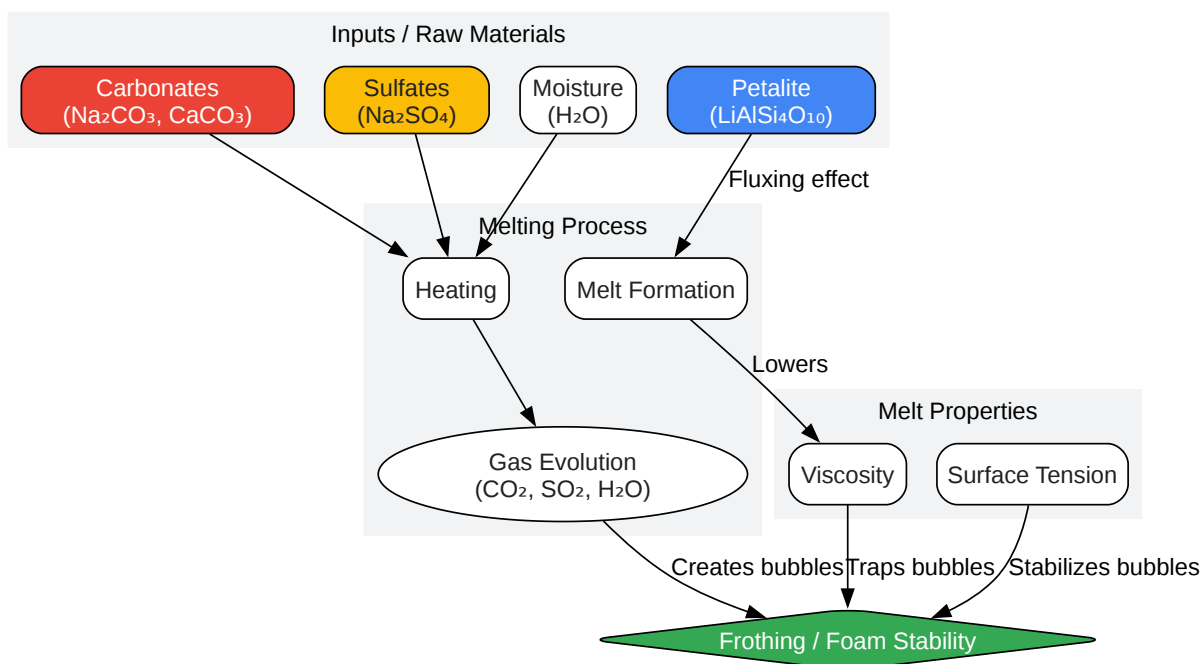 Inputs / Raw Materials
Carbonates
(Na₂CO₃, CaCO₃)
Sulfates
(Na₂SO₄)
Moisture
(H₂O)
Petalite
(LiAlSi₄O₁₀)
Fluxing effect
Melting Process
Heating
Melt Formation
Lowers
Melt Properties
Gas Evolution
(CO₂, SO₂, H₂O)
Viscosity
Surface Tension
Creates bubbles
Traps bubbles
Stabilizes bubbles
Frothing / Foam Stability